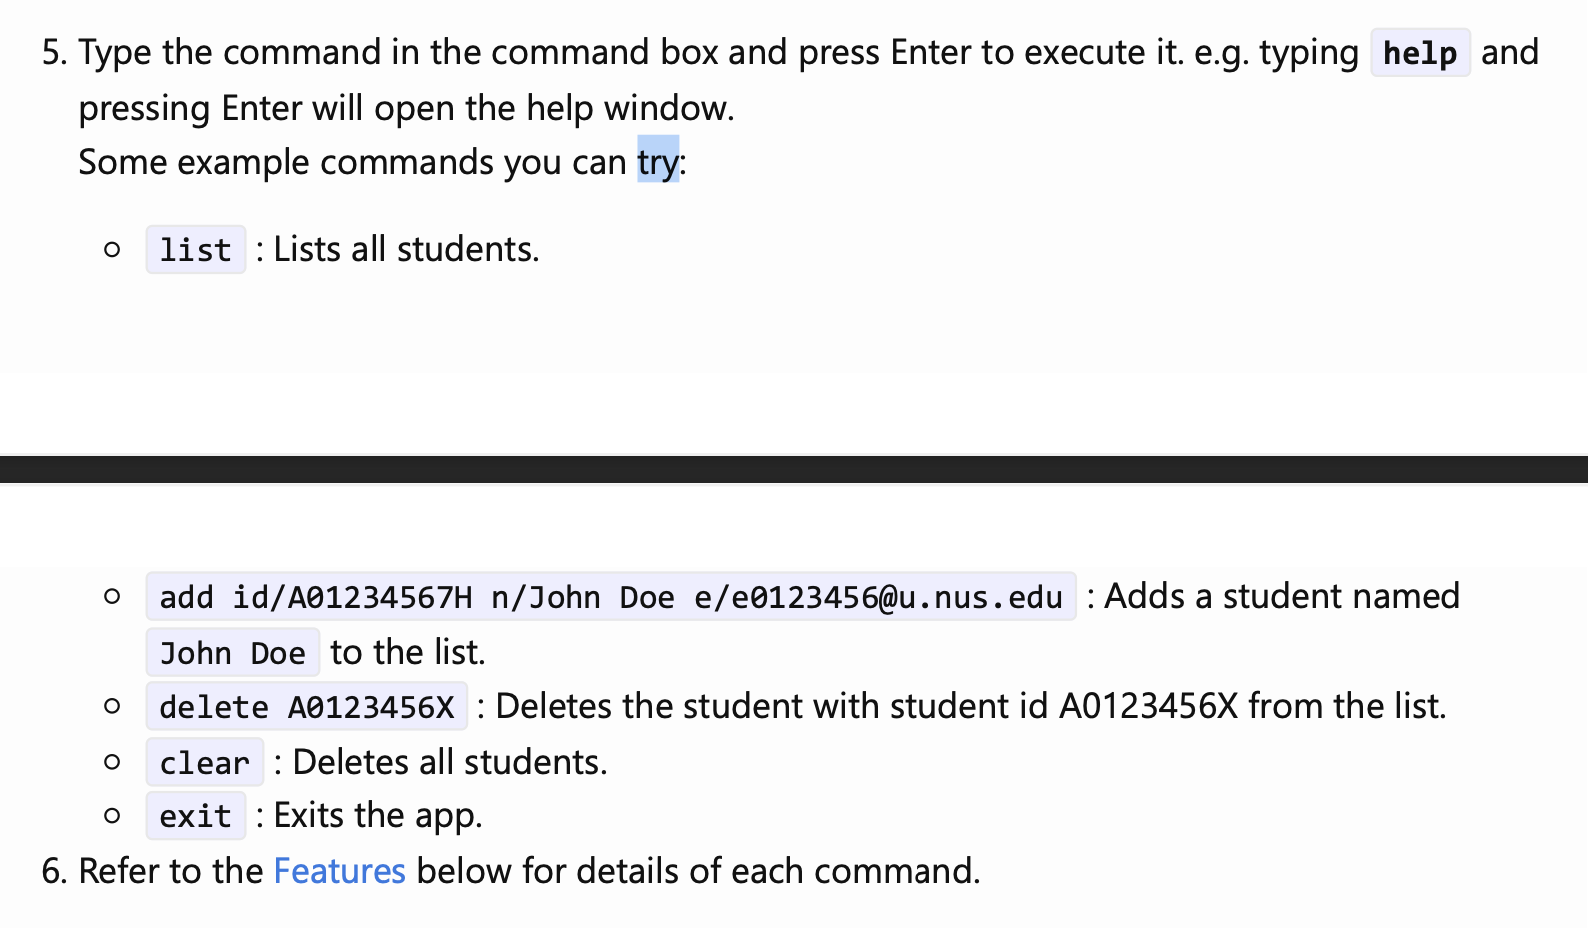 5. Type the command in the command box and press Enter to execute it. e.g. typing help and
pressing Enter will open the help window.
Some example commands you can try:
list : Lists all students.
add id/A01234567H n/John Doe e/e0123456@u.nus.edu : Adds a student named
John Doe to the list.
delete A0123456X : Deletes the student with student id A0123456X from the list.
clear : Deletes all students.
exit : Exits the app.
6. Refer to the Features below for details of each command.